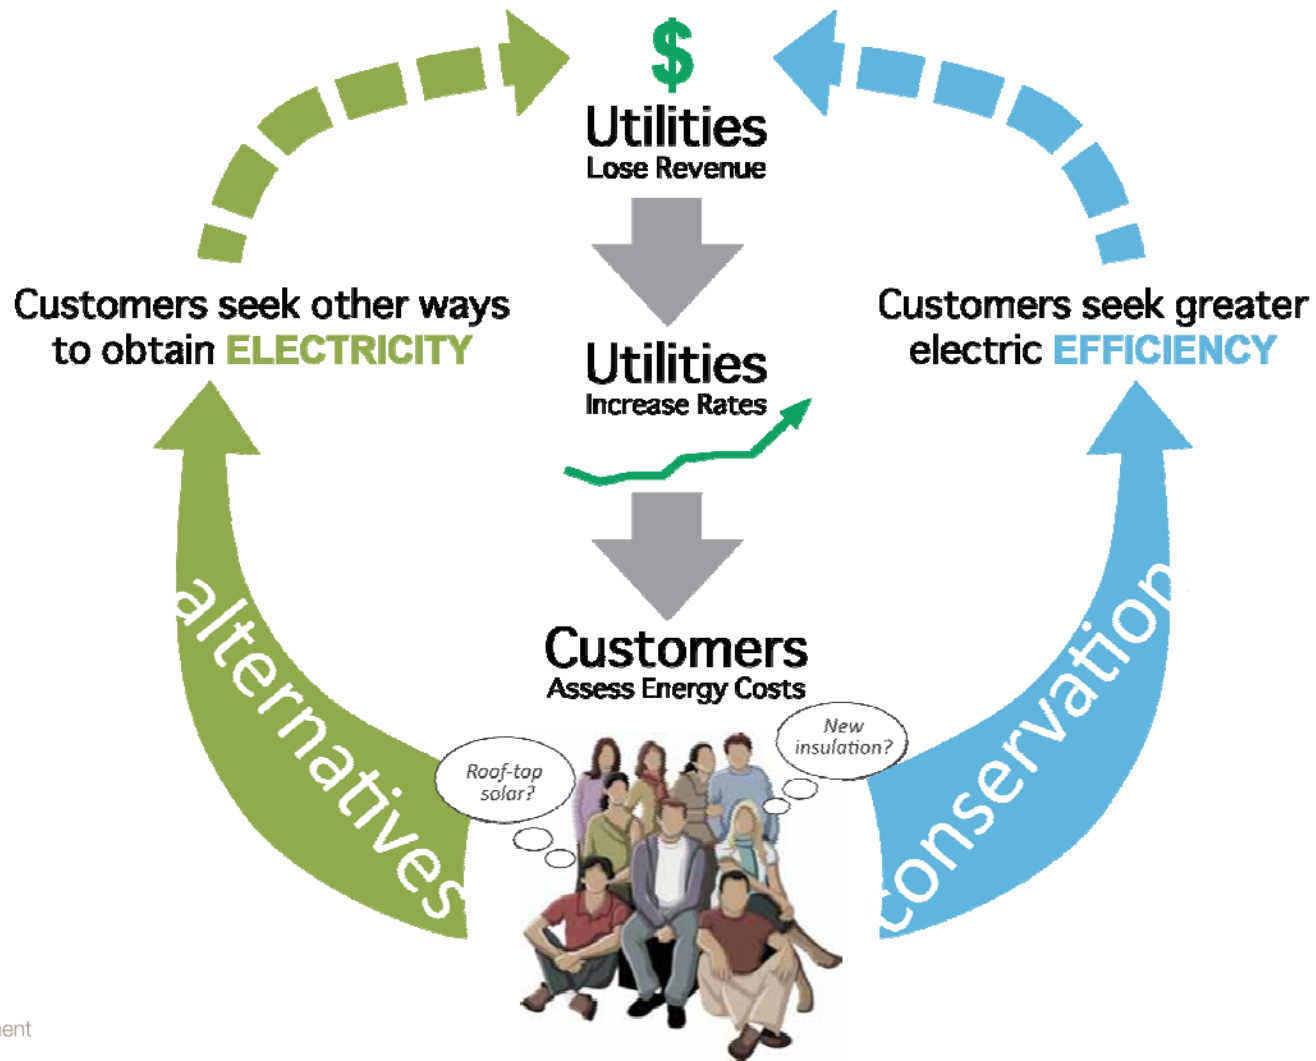 $
Utilities
Lose Revenue
Customers seek other ways
to obtain ELECTRICITY
Customers seek greater
electric EFFICIENCY
Utilities
Increase Rates
alternatives
conservation
Customers
Assess Energy Costs
Roof-top
solar?
New
insulation?